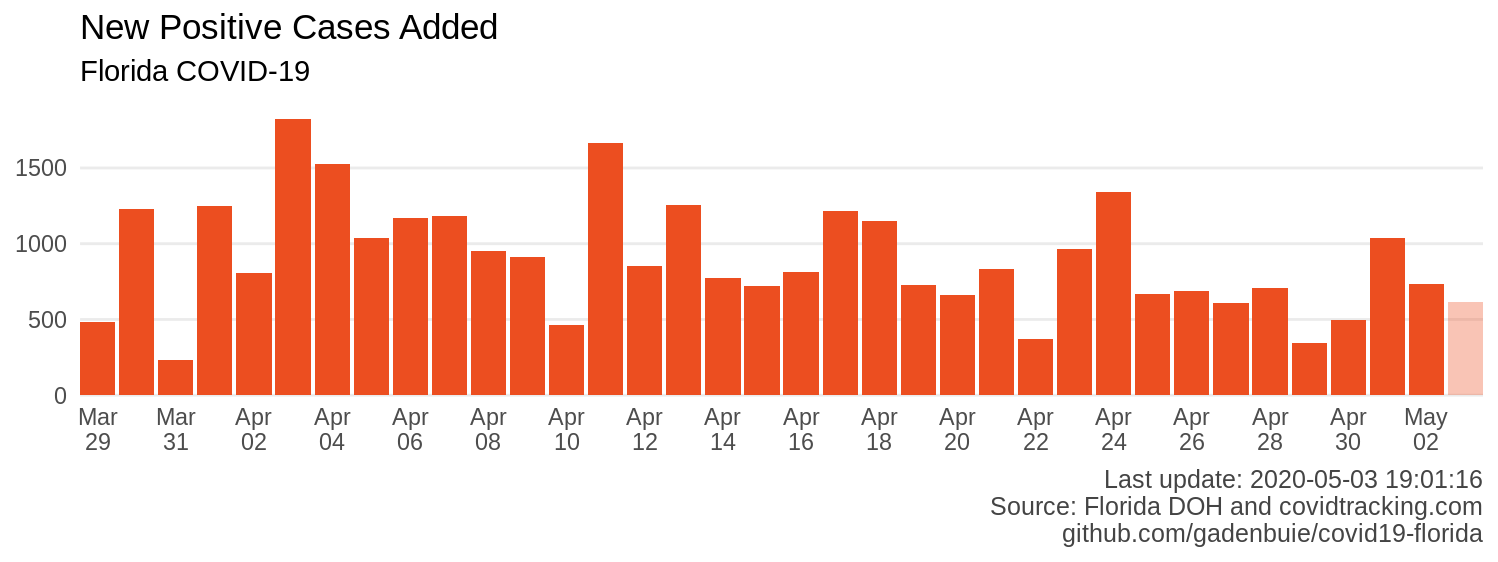 New Positive Cases Added
Florida COVID-19
1500
1000
500
0
Mar Mar Apr Apr Apr Apr Apr Apr Apr Apr Apr Apr Apr Apr Apr Apr Apr May
29 31 02 04 06 08 10 12 14 16 18 20 22 24 26 28 30 02
Last update: 2020-05-03 19:01:16
Source: Florida DOH and covidtracking.com
github.com/gadenbuie/covid19-florida